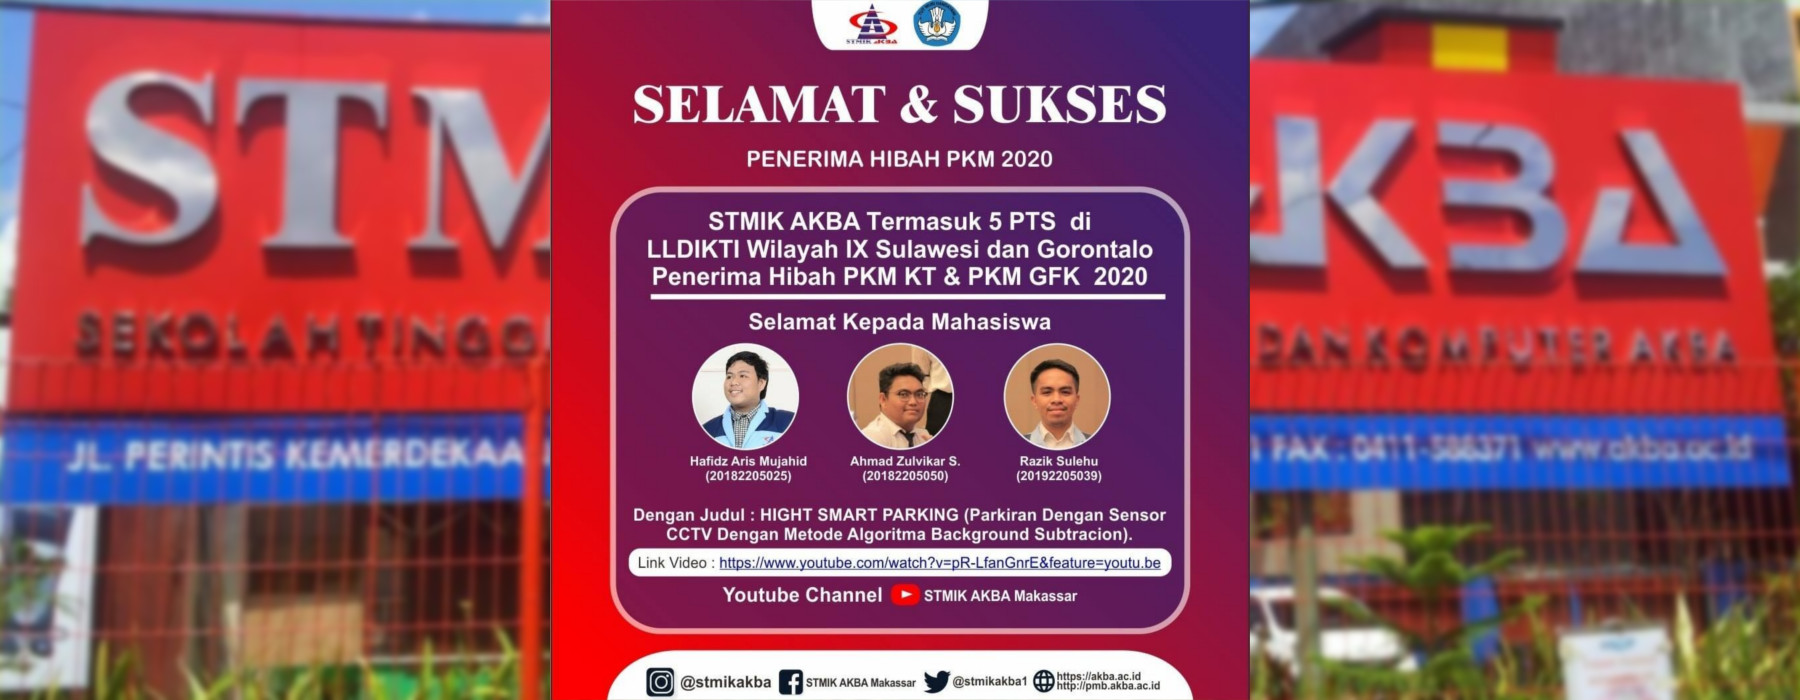 STMIK AKBA
SELAMAT & SUKSES
PENERIMA HIBAH PKM 2020
STMIK AKBA Termasuk 5 PTS di
LLDIKTI Wilayah IX Sulawesi dan Gorontalo
Penerima Hibah PKM KT & PKM GFK 2020
Selamat Kepada Mahasiswa
Hafidz Aris Mujahid
(20182205025)
Ahmad Zulvikar S.
(20182205050)
Razik Sulehu
(20192205039)
Dengan Judul : HIGHT SMART PARKING (Parkiran Dengan Sensor
CCTV Dengan Metode Algoritma Background Subtracion).
Link Video : https://www.youtube.com/watch?v=pR-LfanGnrE&feature=youtu.be
Youtube Channel STMIK AKBA Makassar
@stmikakba STMIK AKBA Makassar @stmikakba1 https://akba.ac.id
http://pmb.akba.ac.id
STM
SEKOLAH TINGG
JL. PERINTIS KEMERDEKAA
AKBA
DAN KOMPUTER AKBA
FAX : 0411-586371 www.akba.ac.id